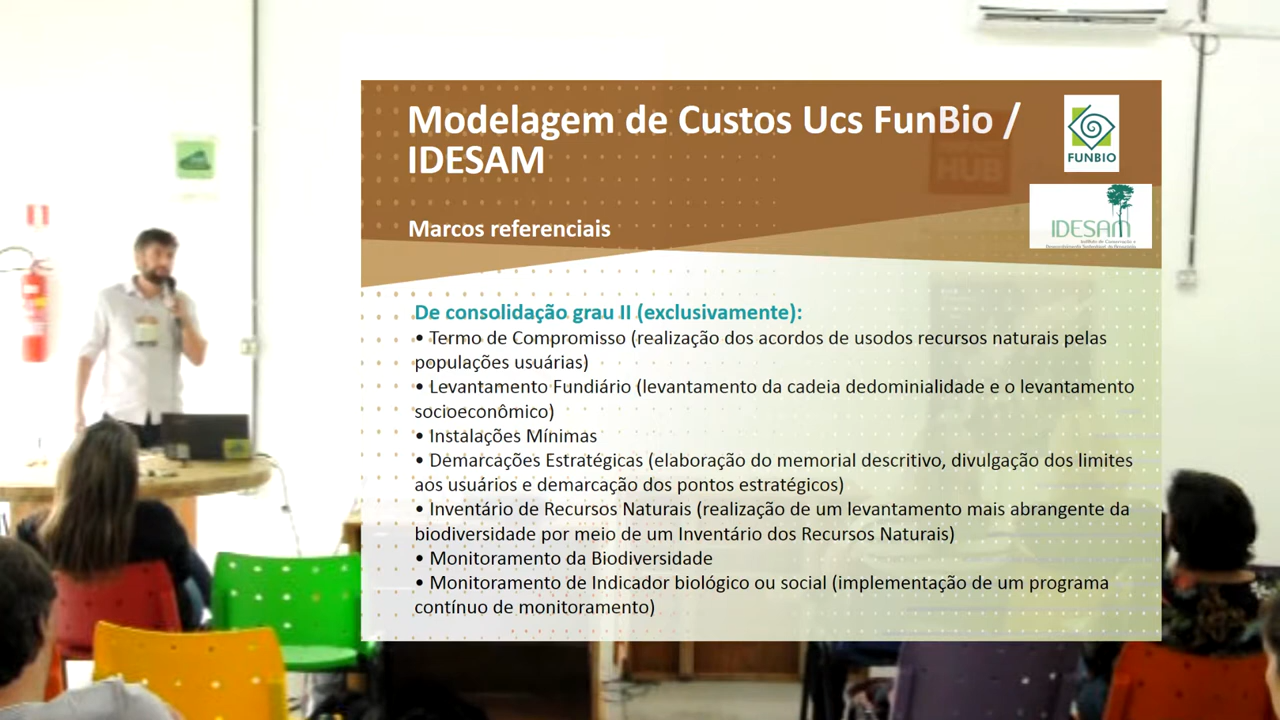 Modelagem de Custos Ucs FunBio /
IDESAM
FUNBIO
IDESAM
Marcos referenciais
HUB
De consolidação grau II (exclusivamente):
• Termo de Compromisso (realização dos acordos de usodos recursos naturais pelas
populações usuárias)
• Levantamento Fundiário (levantamento da cadeia dedominialidade e o levantamento
socioeconômico)
• Instalações Mínimas
• Demarcações Estratégicas (elaboração do memorial descritivo, divulgação dos limites
aos usuários e demarcação dos pontos estratégicos)
• Inventário de Recursos Naturais (realização de um levantamento mais abrangente da
biodiversidade por meio de um Inventário dos Recursos Naturais)
• Monitoramento da Biodiversidade
• Monitoramento de Indicador biológico ou social (implementação de um programa
contínuo de monitoramento)